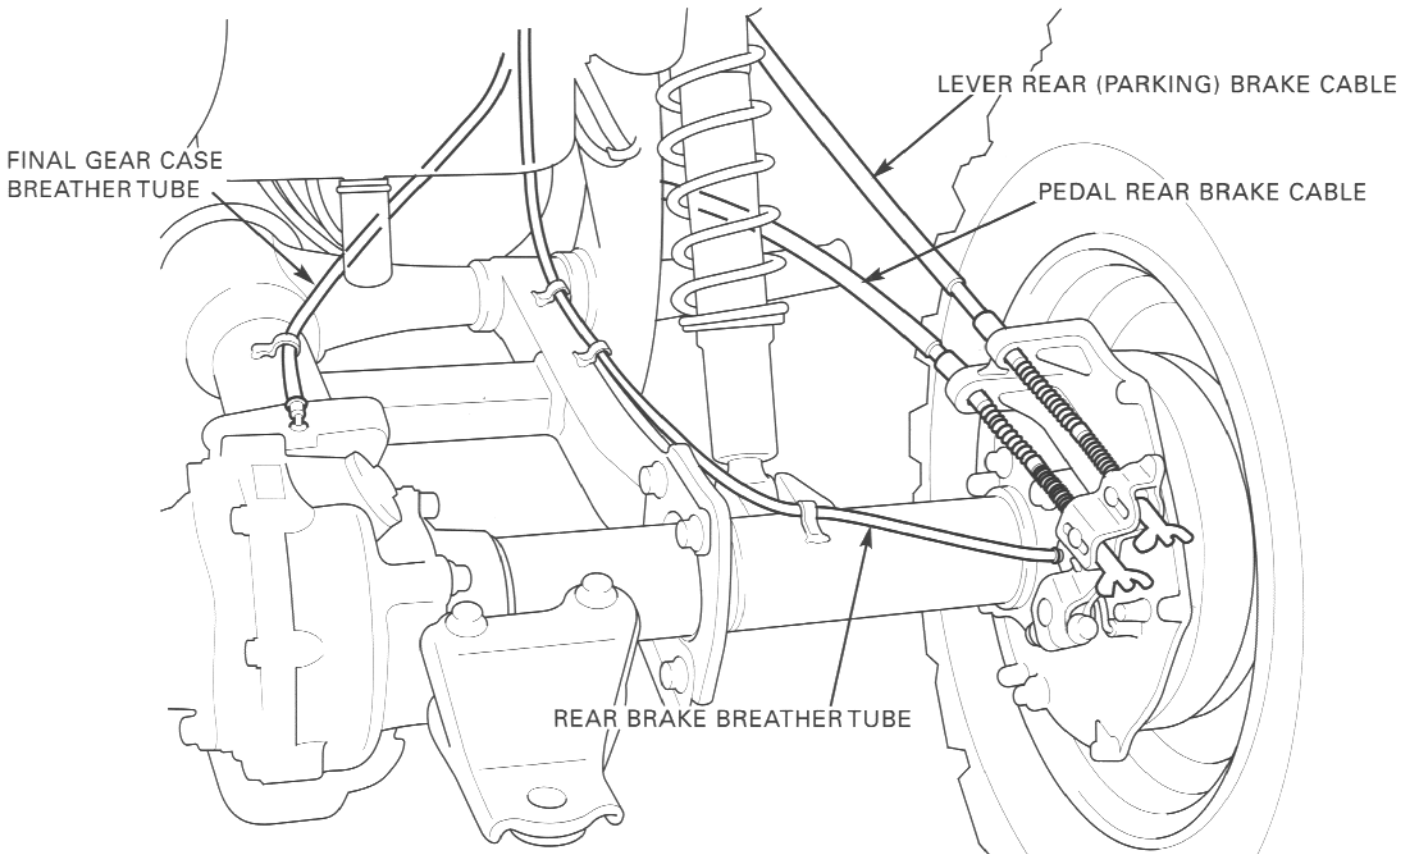 LEVER REAR (PARKING) BRAKE CABLE
FINAL GEAR CASE
BREATHER TUBE
PEDAL REAR BRAKE CABLE
REAR BRAKE BREATHER TUBE